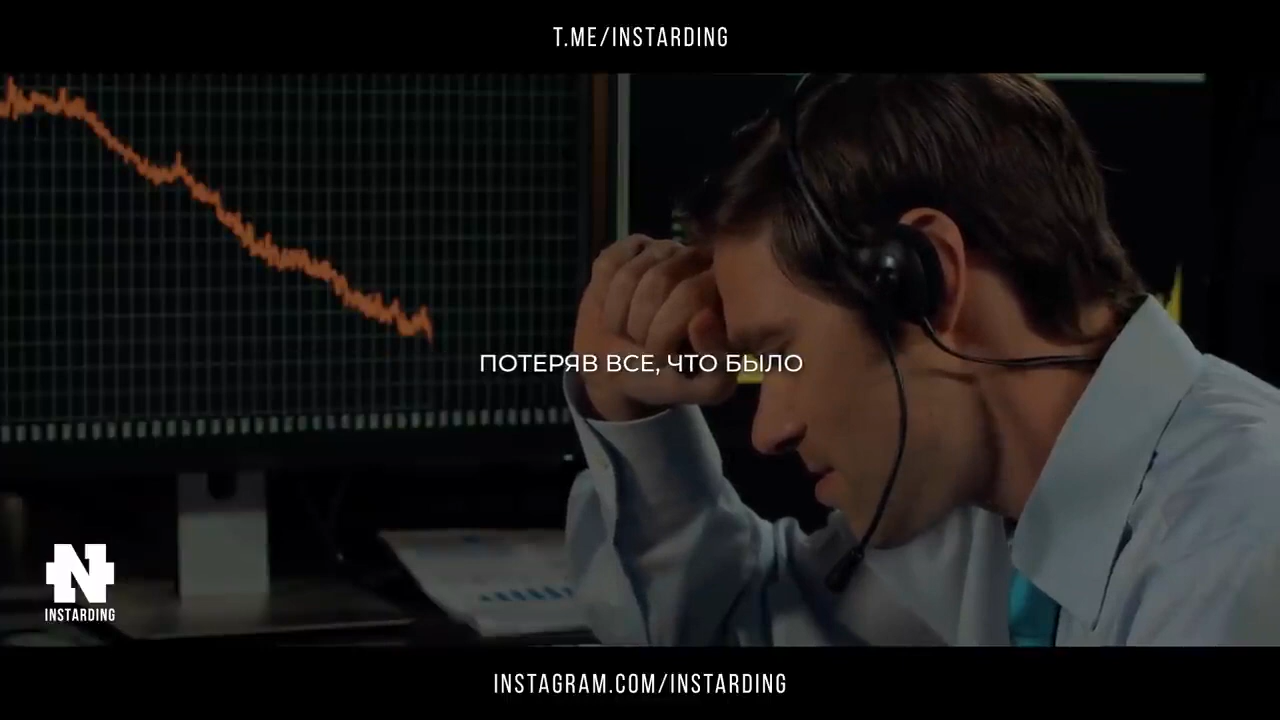 T.ME/INSTARDING
ПОТЕРЯВ ВСЕ, ЧТО БЫЛО
N
INSTARDING
INSTAGRAM.COM/INSTARDING